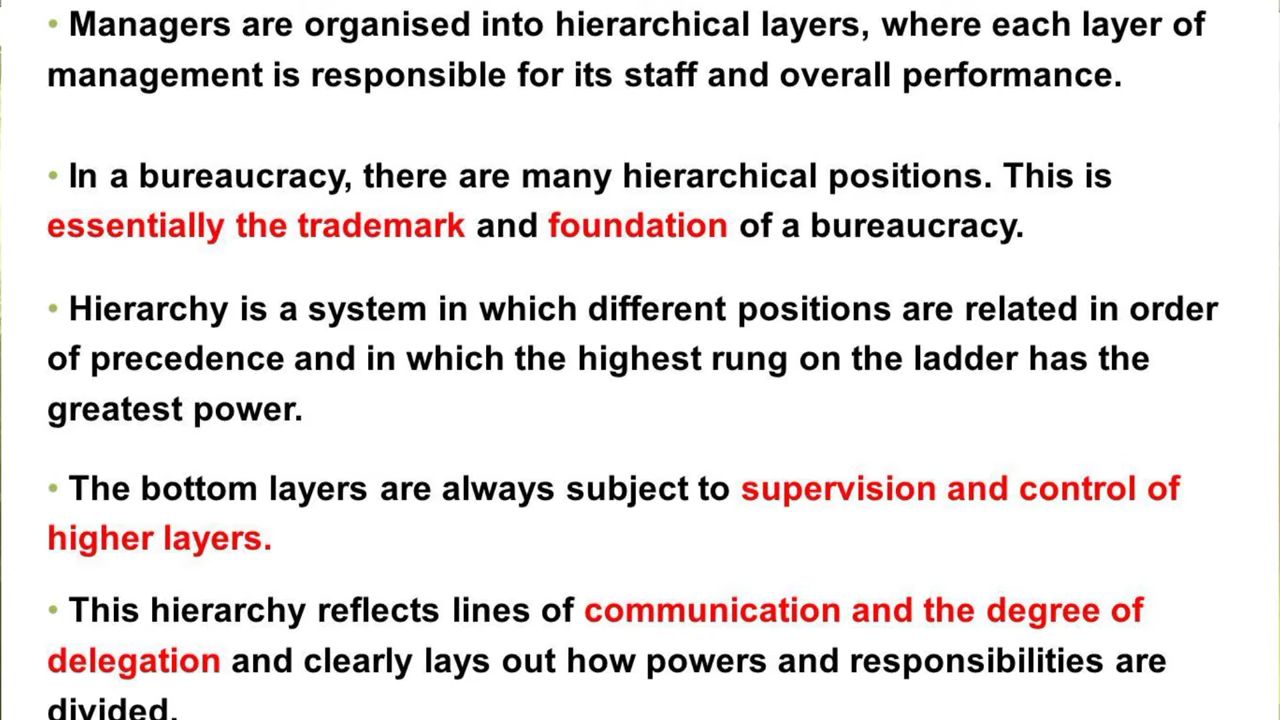 • Managers are organised into hierarchical layers, where each layer of
management is responsible for its staff and overall performance.
• In a bureaucracy, there are many hierarchical positions. This is
essentially the trademark and foundation of a bureaucracy.
• Hierarchy is a system in which different positions are related in order
of precedence and in which the highest rung on the ladder has the
greatest power.
• The bottom layers are always subject to supervision and control of
higher layers.
• This hierarchy reflects lines of communication and the degree of
delegation and clearly lays out how powers and responsibilities are
divided.